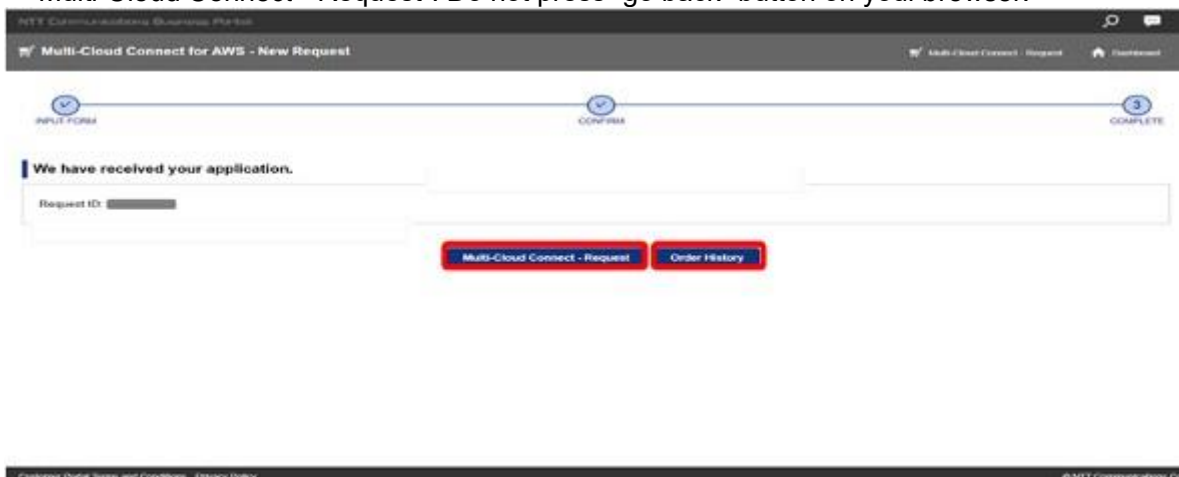 "Multi-Cloud Connect - Request". Do not press "go back" button on your browser.
NTT Communications Business Portal
Multi-Cloud Connect for AWS - New Request
Multi-Cloud Connect - Request
Dashboard
INPUT FORM
CONFIRM
3
COMPLETE
We have received your application.
Request ID:
Multi-Cloud Connect - Request
Order History
Customer Portal Terms and Conditions
Privacy Policy
© NTT Communications